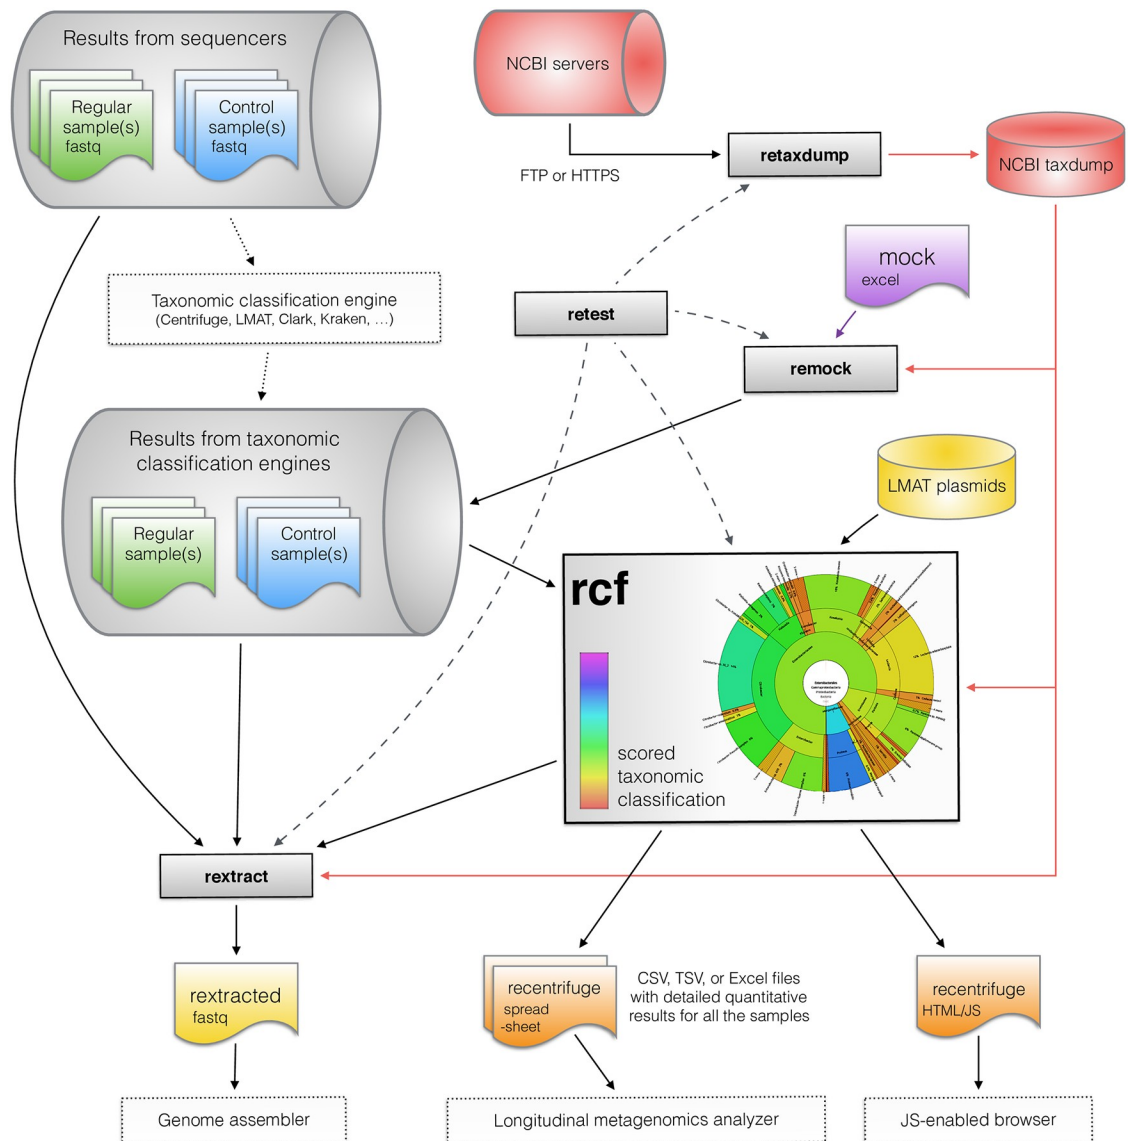 Results from sequencers
Regular
sample(s)
fastq
Control
sample(s)
fastq
NCBI servers
FTP or HTTPS
retaxdump
NCBI taxdump
mock
excel
Taxonomic classification engine
(Centrifuge, LMAT, Clark, Kraken, ...)
retest
remock
Results from taxonomic
classification engines
Regular
sample(s)
Control
sample(s)
LMAT plasmids
rcf
scored
taxonomic
classification
rextract
rextracted
fastq
recentrifuge
spread
-sheet
CSV, TSV, or Excel files
with detailed quantitative
results for all the samples
recentrifuge
HTML/JS
Genome assembler
Longitudinal metagenomics analyzer
JS-enabled browser